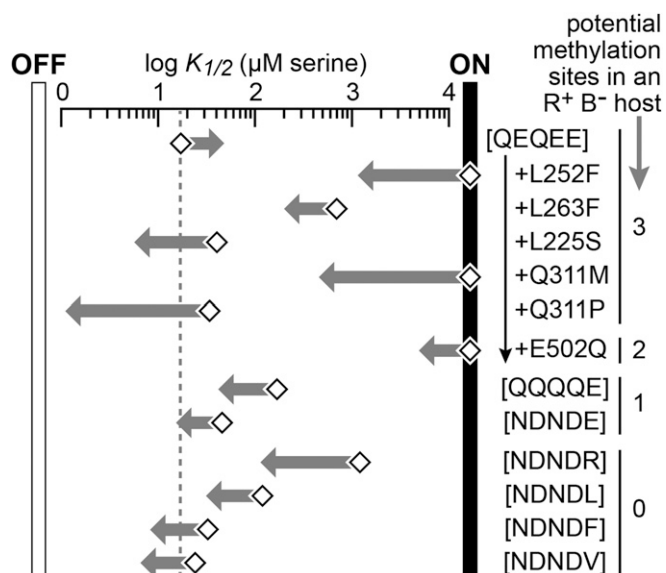 potential
methylation
sites in an
R⁺ B⁻ host
OFF
log K1/2 (µM serine)
ON
0 1 2 3 4
[QEQEE]
+L252F
+L263F
+L225S
+Q311M
+Q311P
3
+E502Q
2
[QQQQE]
[NDNDE]
1
[NDNDR]
[NDNDL]
[NDNDF]
[NDNDV]
0